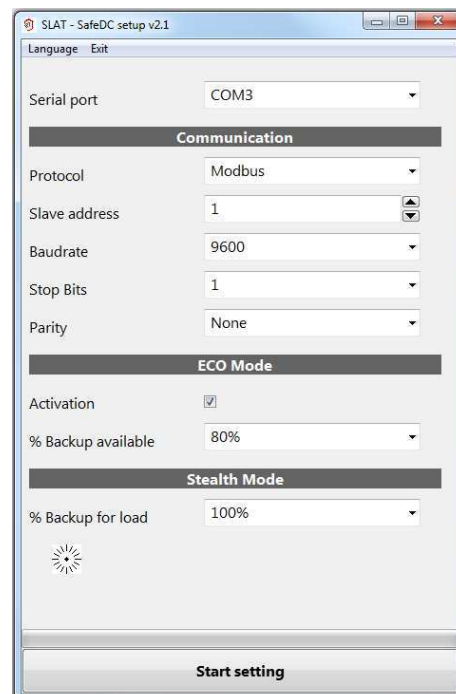 SLAT - SafeDC setup v2.1
Language Exit
Serial port COM3
Communication
Protocol Modbus
Slave address 1
Baudrate 9600
Stop Bits 1
Parity None
ECO Mode
Activation
% Backup available 80%
Stealth Mode
% Backup for load 100%
Start setting